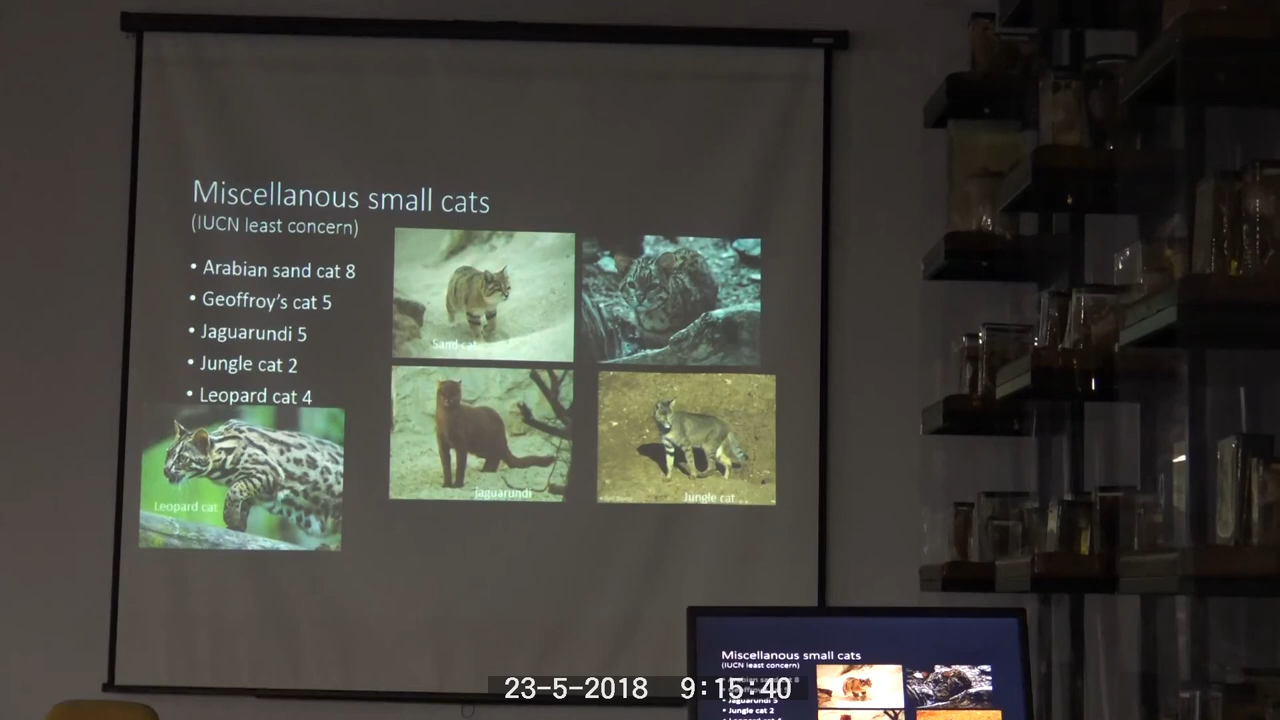 Miscellanous small cats
(IUCN least concern)
• Arabian sand cat 8
• Geoffroy's cat 5
• Jaguarundi 5
• Jungle cat 2
• Leopard cat 4
Sand cat
jaguarundi
Jungle cat
Leopard cat
Miscellanous small cats
(IUCN least concern)
• Jaguarundi 5
• Jungle cat 2
23-5-2018 9:15:40